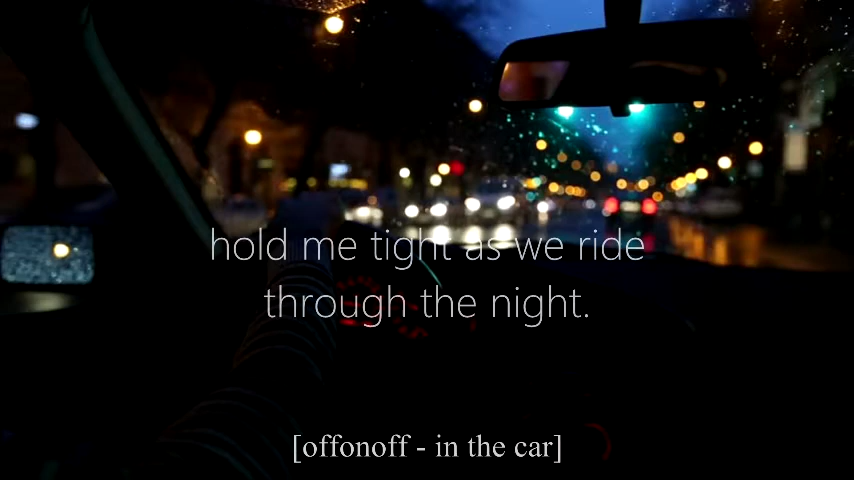 hold me tight as we ride
through the night.
[offonoff - in the car]